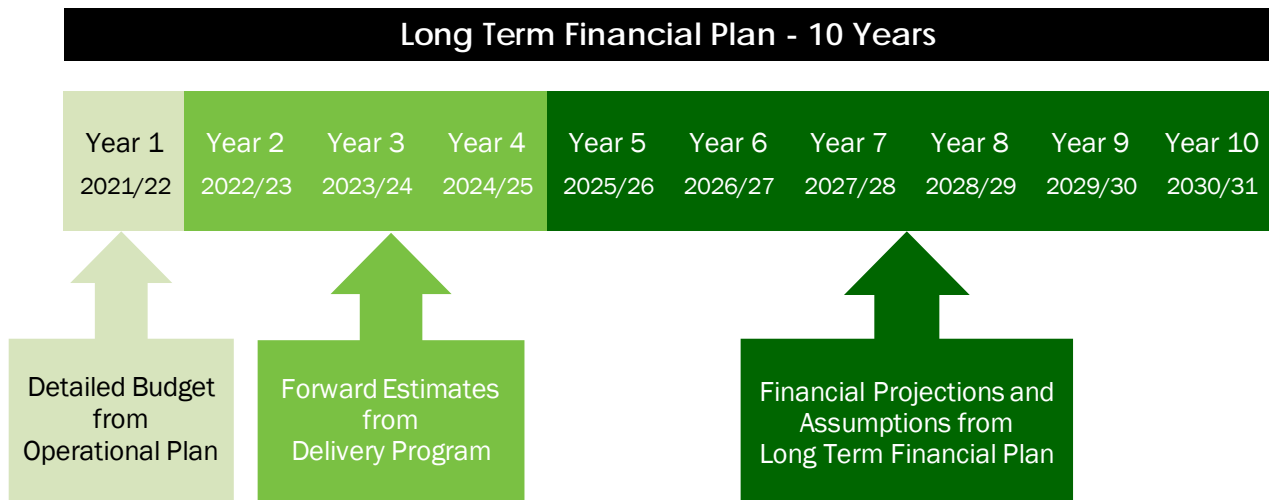 Long Term Financial Plan - 10 Years
Year 1 Year 2 Year 3 Year 4 Year 5 Year 6 Year 7 Year 8 Year 9 Year 10
2021/22 2022/23 2023/24 2024/25 2025/26 2026/27 2027/28 2028/29 2029/30 2030/31
Detailed Budget
from
Operational Plan
Forward Estimates
from
Delivery Program
Financial Projections and
Assumptions from
Long Term Financial Plan